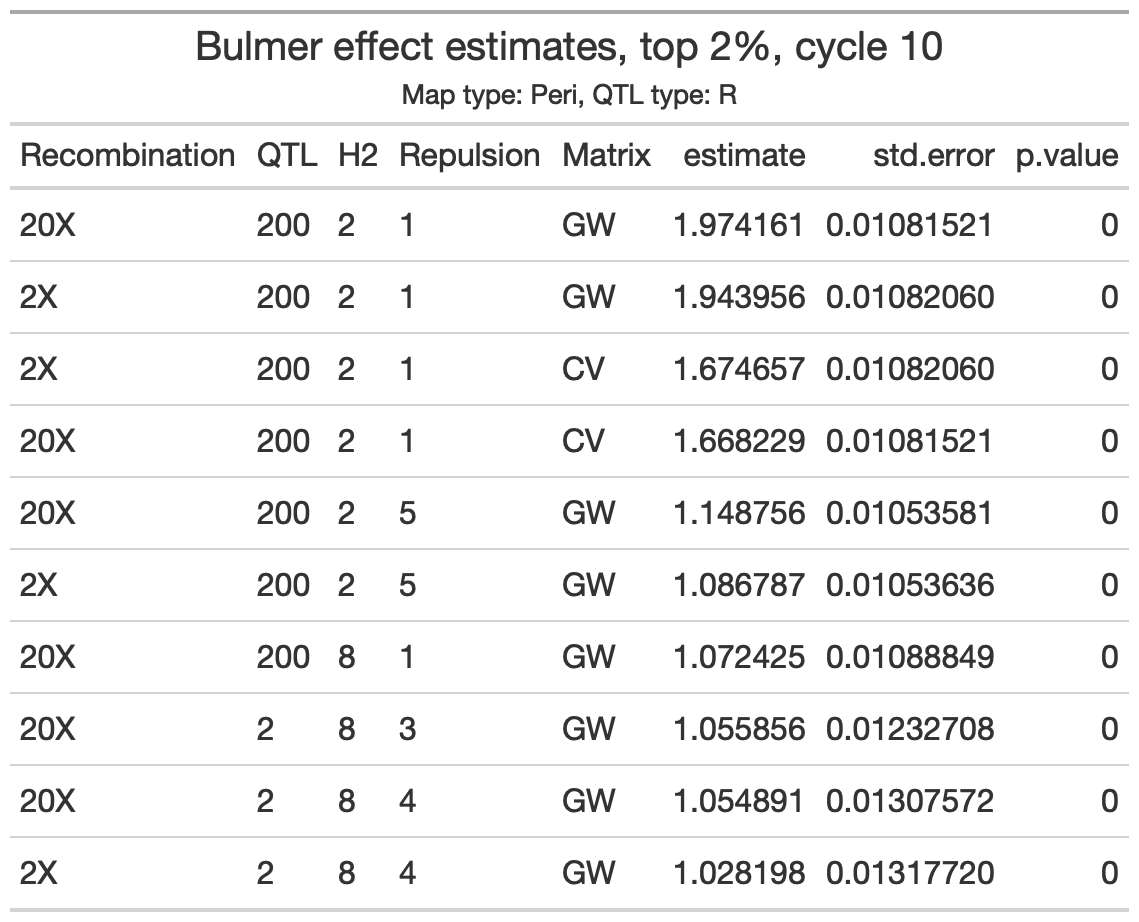 Bulmer effect estimates, top 2%, cycle 10
Map type: Peri, QTL type: R
Recombination QTL H2 Repulsion Matrix estimate std.error p.value
20X 200 2 1 GW 1.974161 0.01081521 0
2X 200 2 1 GW 1.943956 0.01082060 0
2X 200 2 1 CV 1.674657 0.01082060 0
20X 200 2 1 CV 1.668229 0.01081521 0
20X 200 2 5 GW 1.148756 0.01053581 0
2X 200 2 5 GW 1.086787 0.01053636 0
20X 200 8 1 GW 1.072425 0.01088849 0
20X 2 8 3 GW 1.055856 0.01232708 0
20X 2 8 4 GW 1.054891 0.01307572 0
2X 2 8 4 GW 1.028198 0.01317720 0